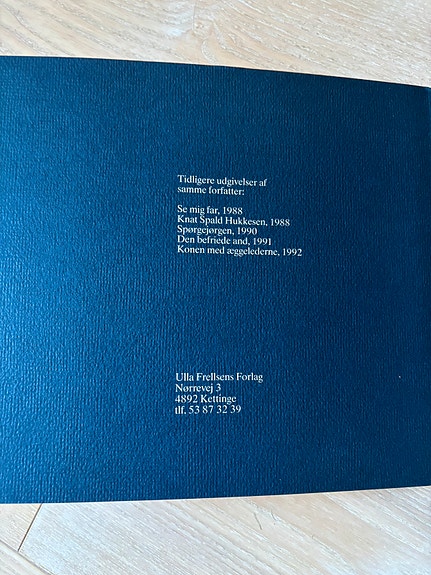 Tidligere udgivelser af
samme forfatter:
Se mig far, 1988
Knat Spald Hukkesen, 1988
Spørgejørgen, 1990
Den befriede and, 1991
Konen med æggelederne, 1992
Ulla Frellsens Forlag
Nørrevej 3
4892 Kettinge
tlf. 53 87 32 39